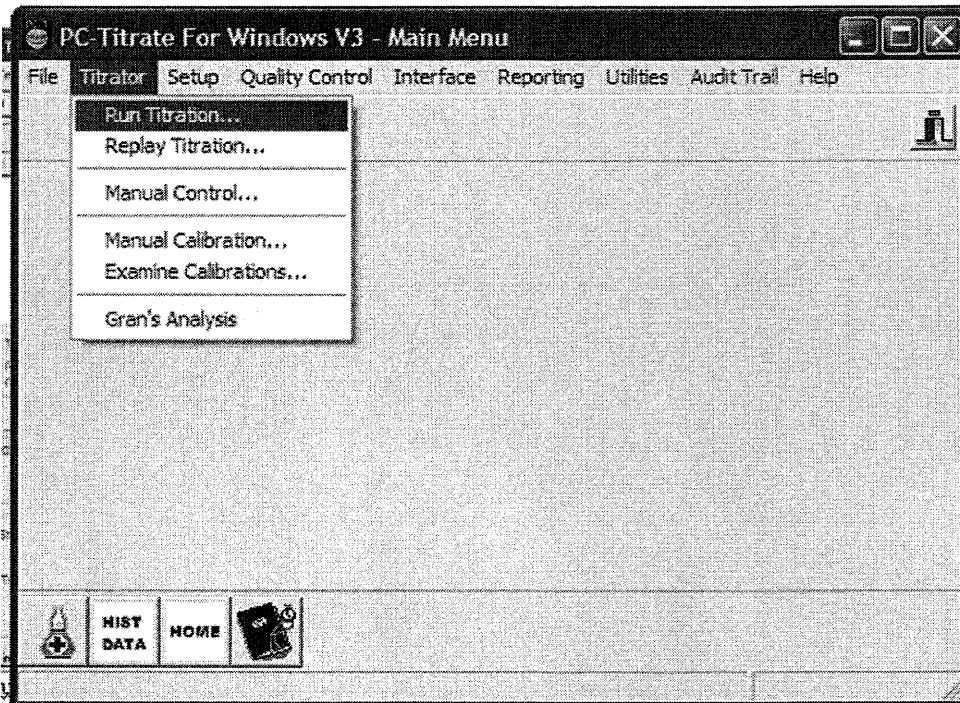 PC-Titrate For Windows V3 - Main Menu
File Titrator Setup Quality Control Interface Reporting Utilities Audit Trail Help
Run Titration...
Replay Titration...
Manual Control...
Manual Calibration...
Examine Calibrations...
Gran's Analysis
HIST DATA HOME